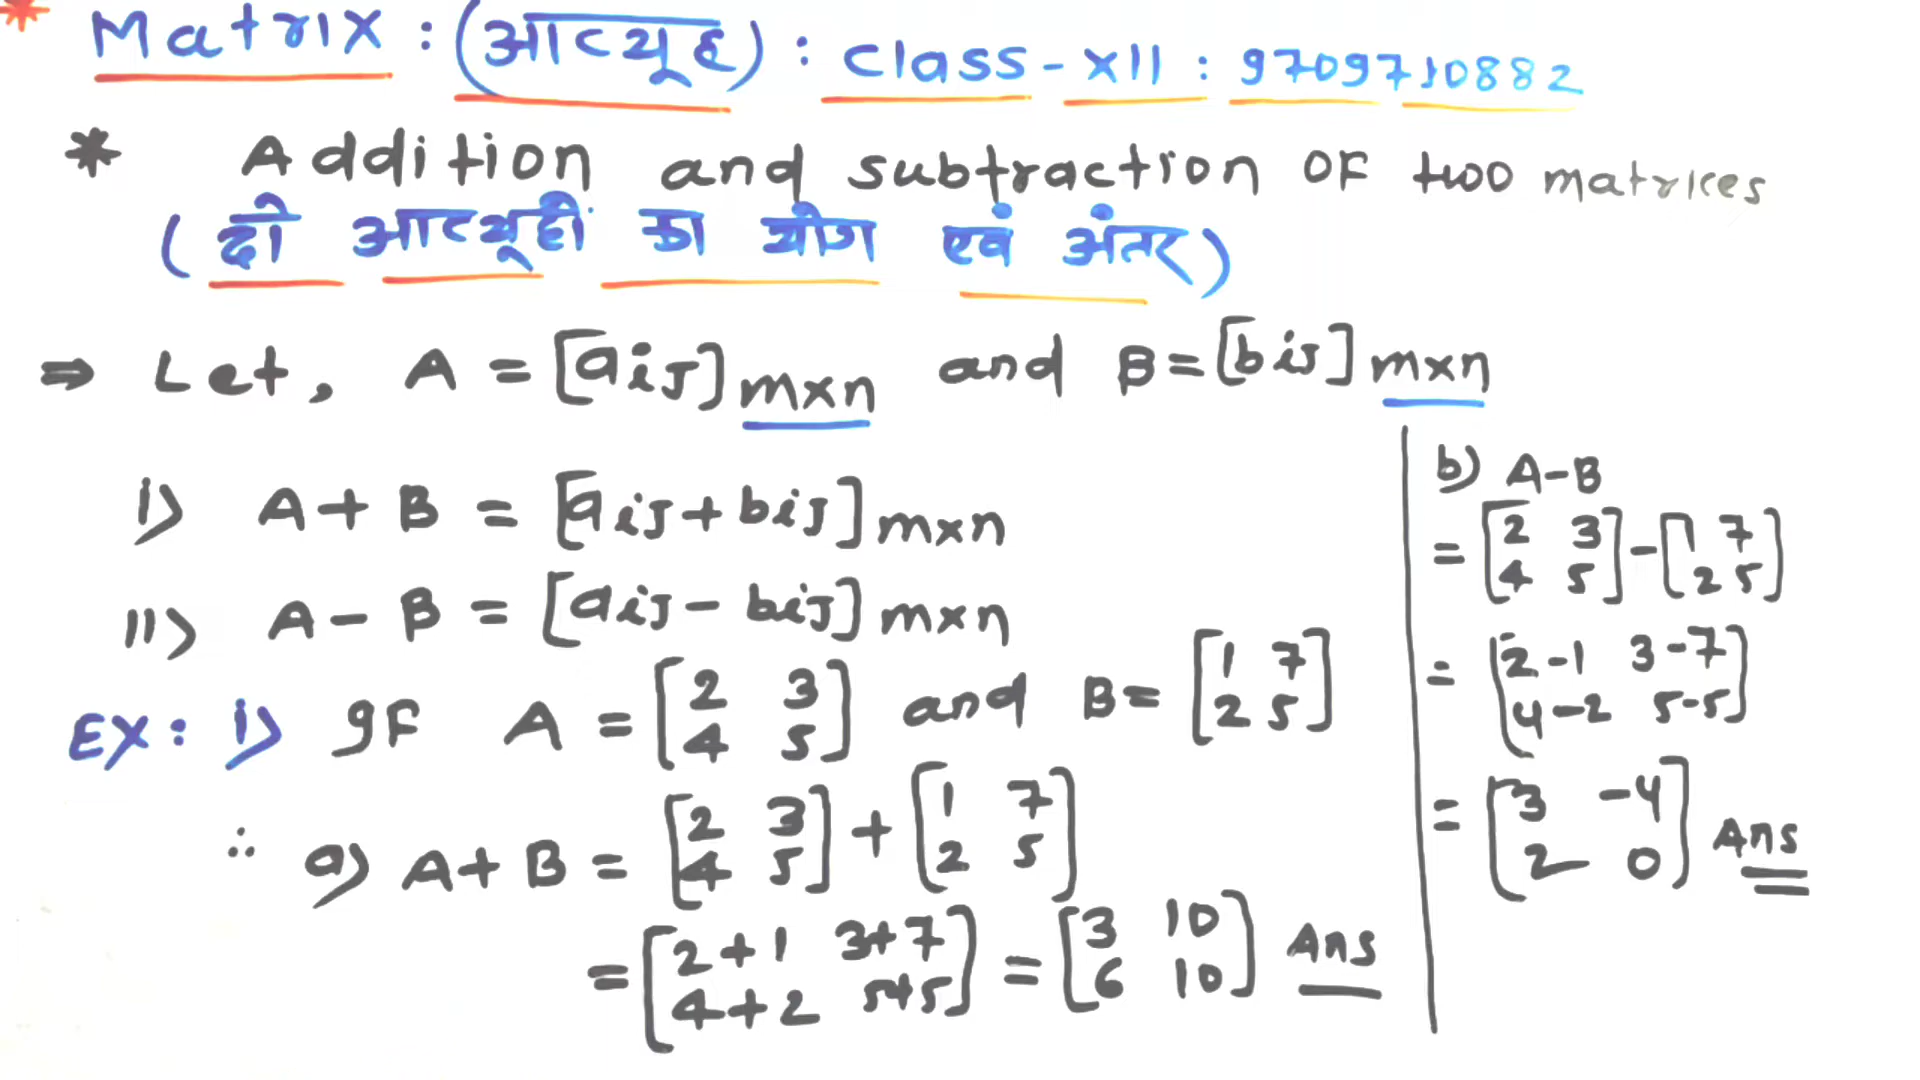 * Matrix : (आव्यूह) : Class - XII : 9709710882
* Addition and subtraction OF two matrices
(दो आव्यूहों का योग एवं अंतर)
⇒ Let, A = [aij] m×n and B = [bij] m×n
i) A + B = [aij + bij] m×n
ii) A - B = [aij - bij] m×n
EX: i) If A = [2 3
4 5] and B = [1 7
2 5]
∴ a) A + B = [2 3
4 5] + [1 7
2 5]
= [2+1 3+7
4+2 5+5] = [3 10
6 10] Ans
b) A - B
= [2 3
4 5] - [1 7
2 5]
= [2-1 3-7
4-2 5-5]
= [3 -4
2 0] Ans